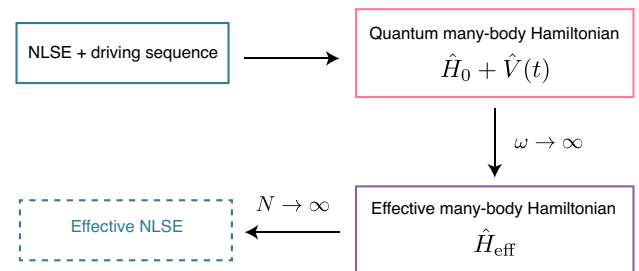 NLSE + driving sequence
Quantum many-body Hamiltonian
Ĥ₀ + V̂(t)
ω → ∞
Effective many-body Hamiltonian
Ĥ_eff
N → ∞
Effective NLSE